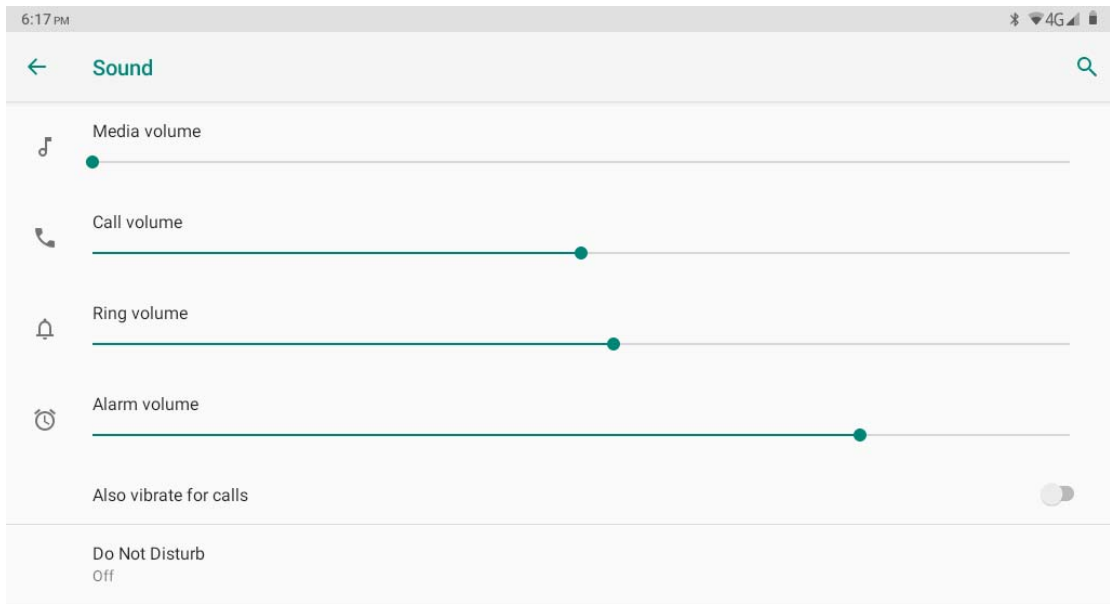 6:17 PM 4G
Sound
Media volume
Call volume
Ring volume
Alarm volume
Also vibrate for calls
Do Not Disturb
Off